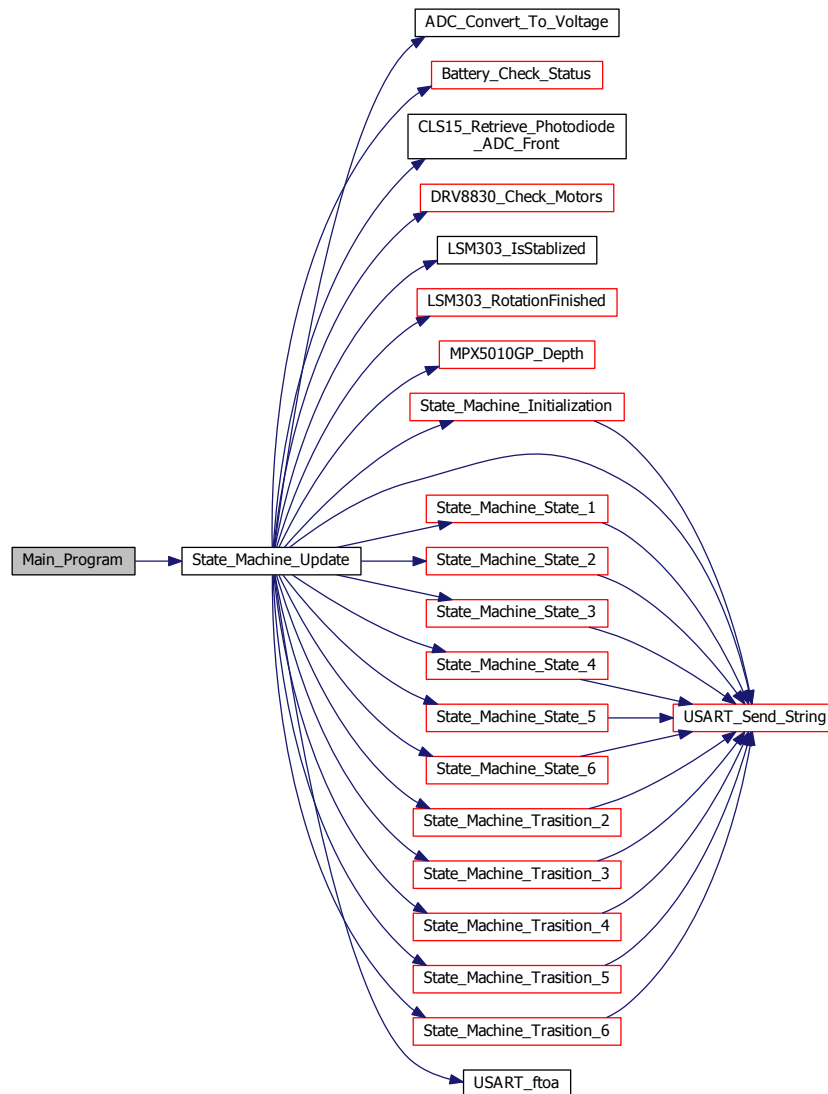 ADC_Convert_To_Voltage
Battery_Check_Status
CLS15_Retrieve_Photodiode
_ADC_Front
DRV8830_Check_Motors
LSM303_IsStablized
LSM303_RotationFinished
MPX5010GP_Depth
State_Machine_Initialization
State_Machine_State_1
Main_Program
State_Machine_Update
State_Machine_State_2
State_Machine_State_3
State_Machine_State_4
State_Machine_State_5
USART_Send_String
State_Machine_State_6
State_Machine_Trasition_2
State_Machine_Trasition_3
State_Machine_Trasition_4
State_Machine_Trasition_5
State_Machine_Trasition_6
USART_ftoa